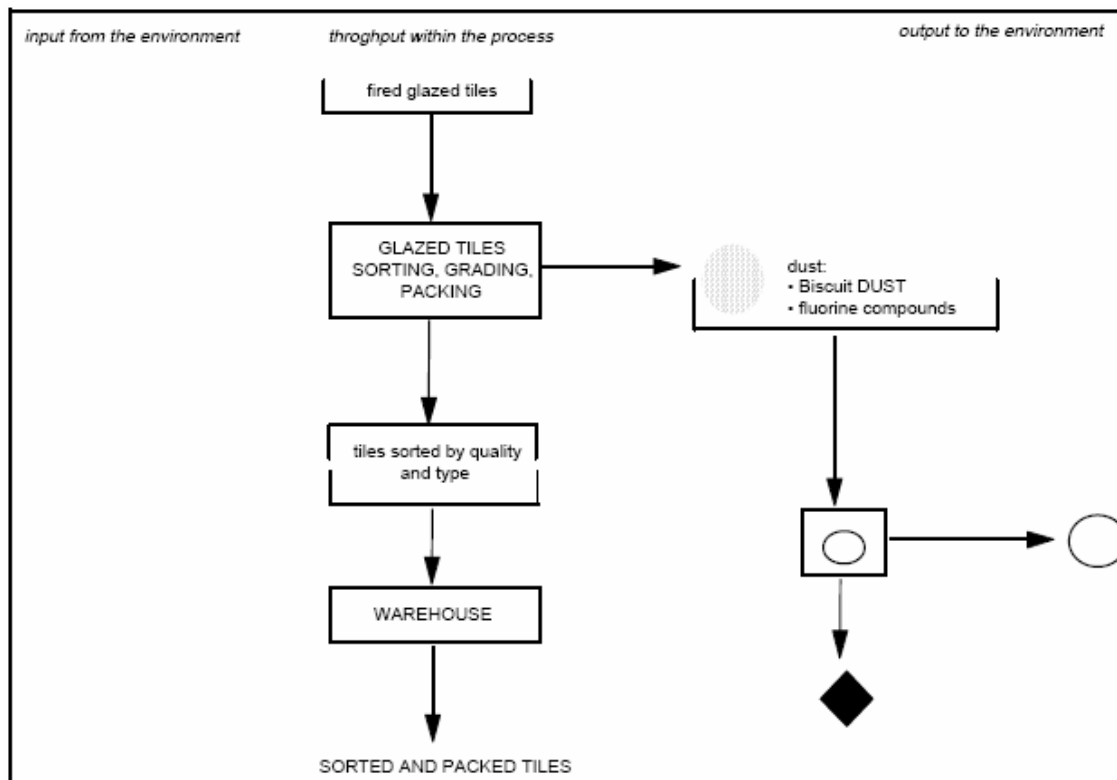 input from the environment
throghput within the process
output to the environment
fired glazed tiles
GLAZED TILES
SORTING, GRADING,
PACKING
dust:
• Biscuit DUST
• fluorine compounds
tiles sorted by quality
and type
WAREHOUSE
SORTED AND PACKED TILES